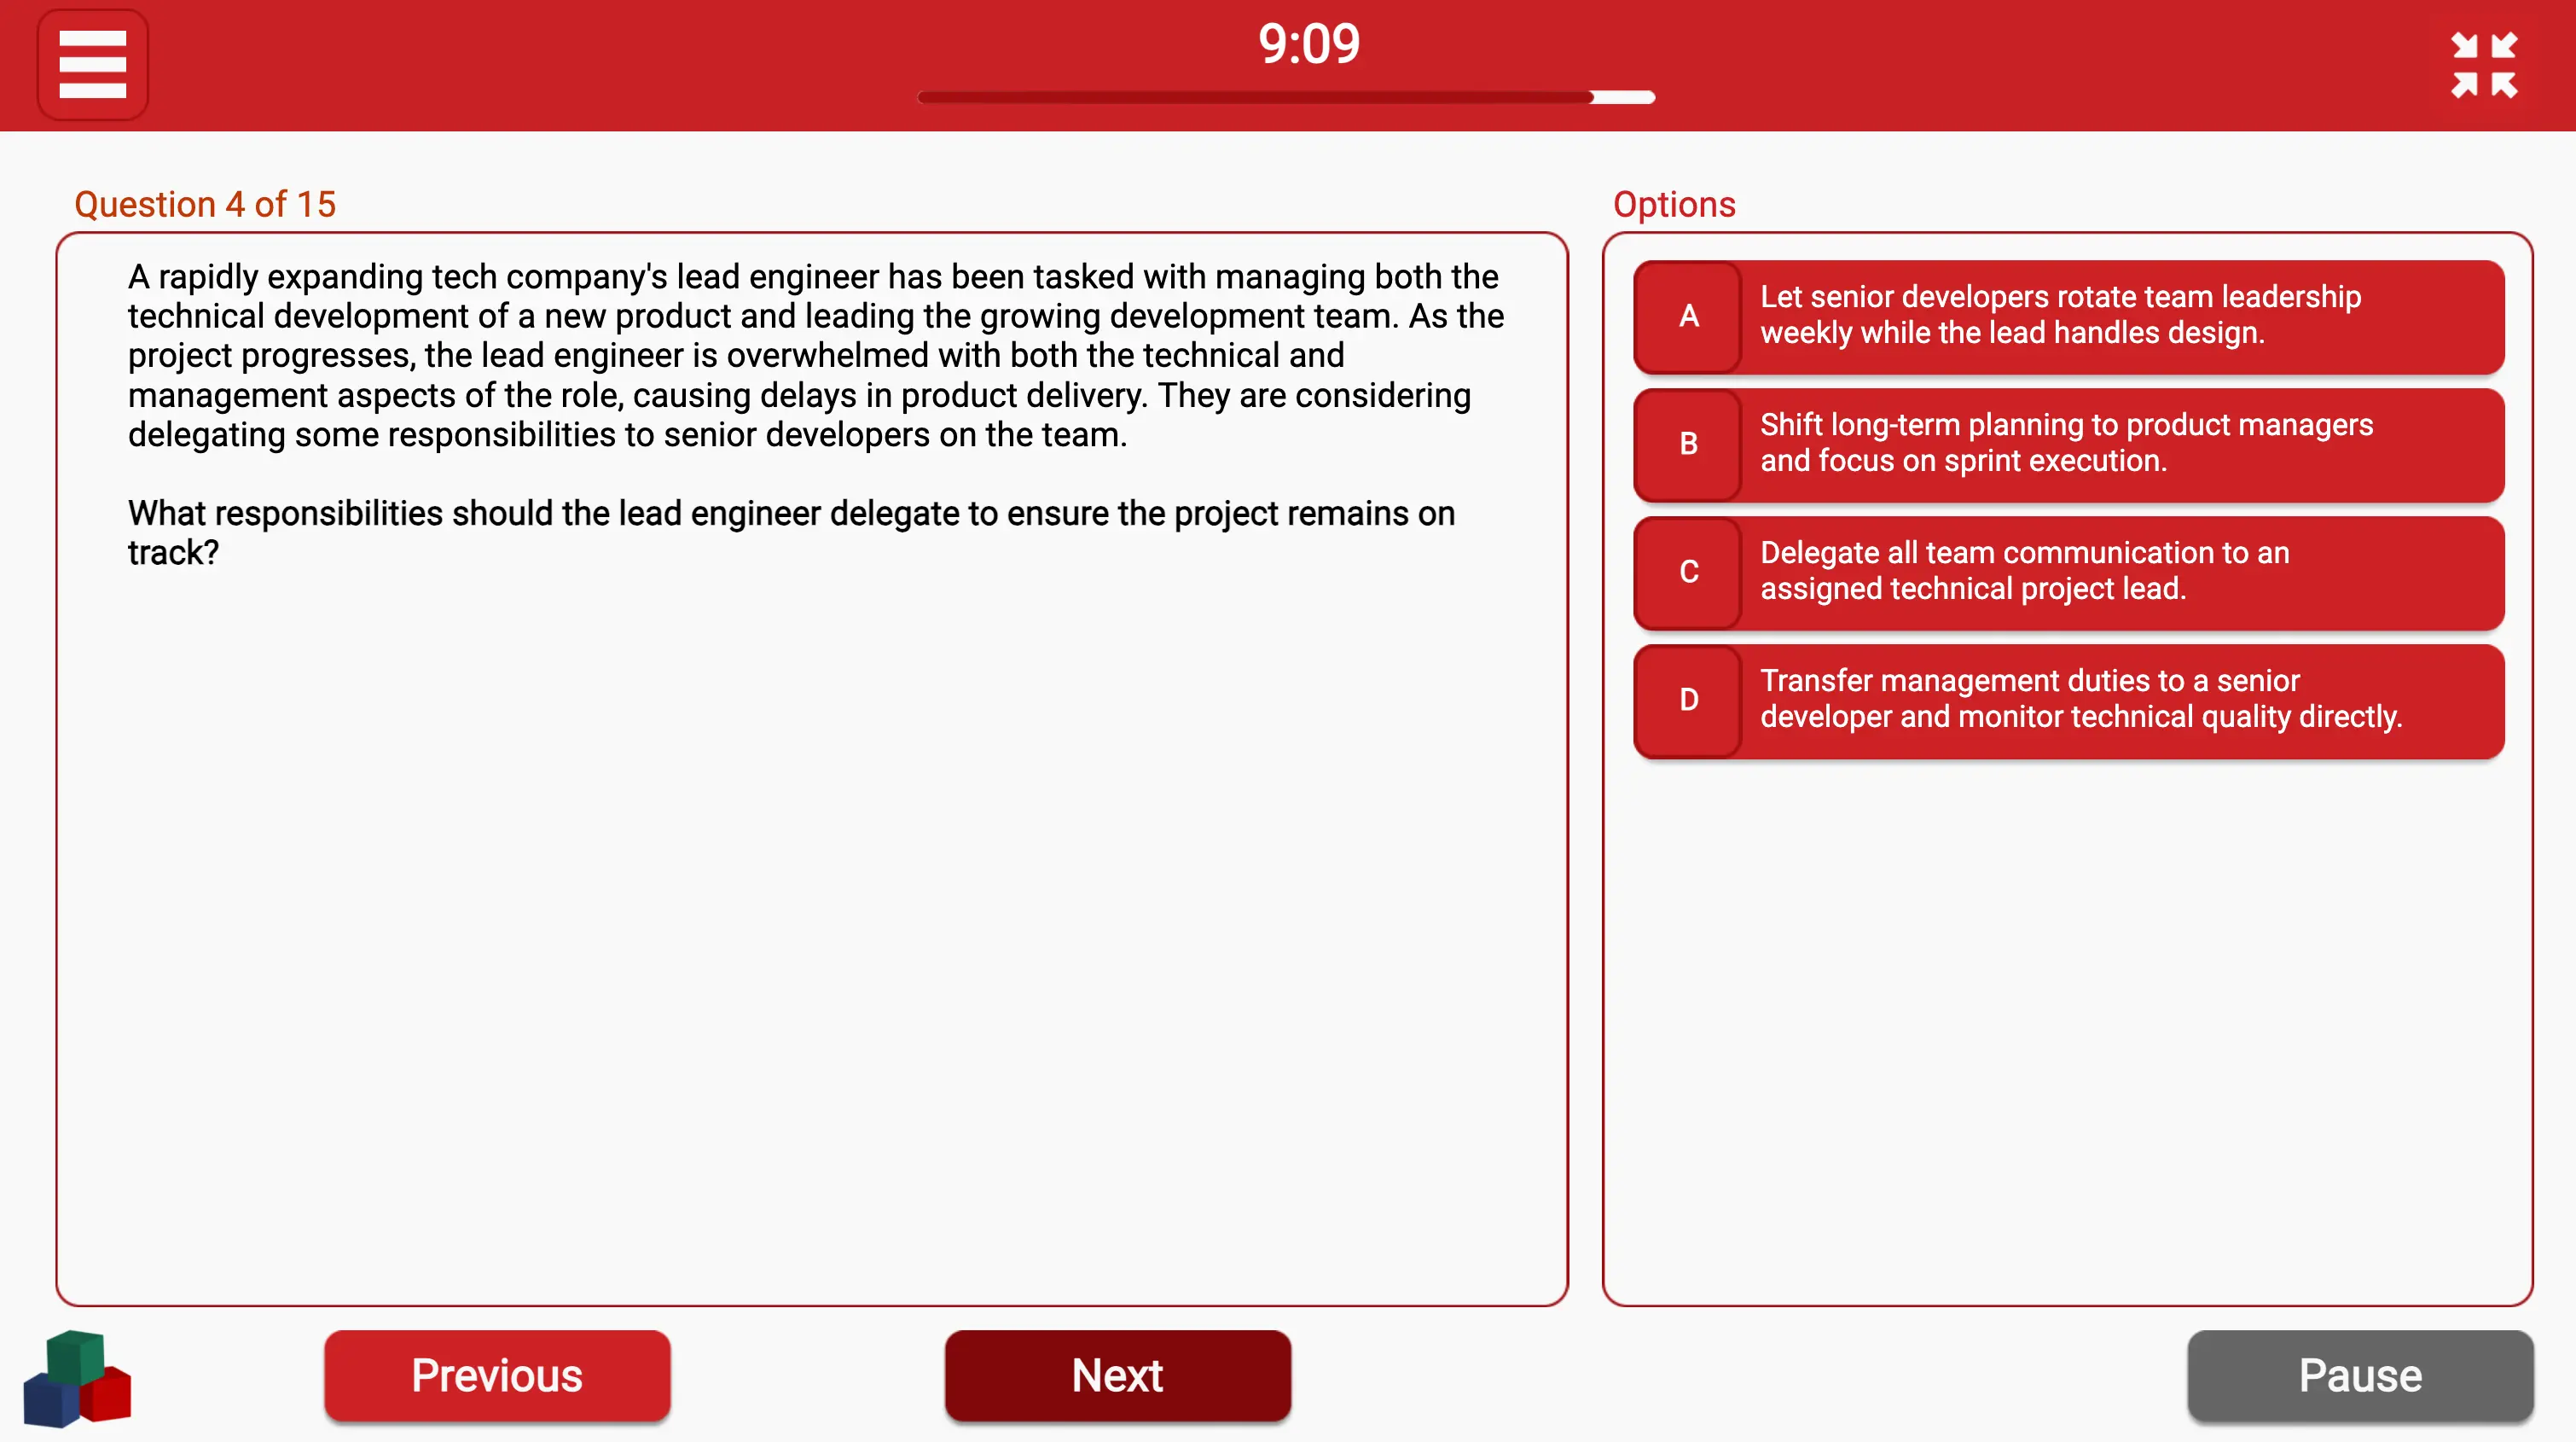 9:09
Question 4 of 15
A rapidly expanding tech company's lead engineer has been tasked with managing both the
technical development of a new product and leading the growing development team. As the
project progresses, the lead engineer is overwhelmed with both the technical and
management aspects of the role, causing delays in product delivery. They are considering
delegating some responsibilities to senior developers on the team.
What responsibilities should the lead engineer delegate to ensure the project remains on
track?
Options
A
Let senior developers rotate team leadership
weekly while the lead handles design.
B
Shift long-term planning to product managers
and focus on sprint execution.
C
Delegate all team communication to an
assigned technical project lead.
D
Transfer management duties to a senior
developer and monitor technical quality directly.
Previous
Next
Pause